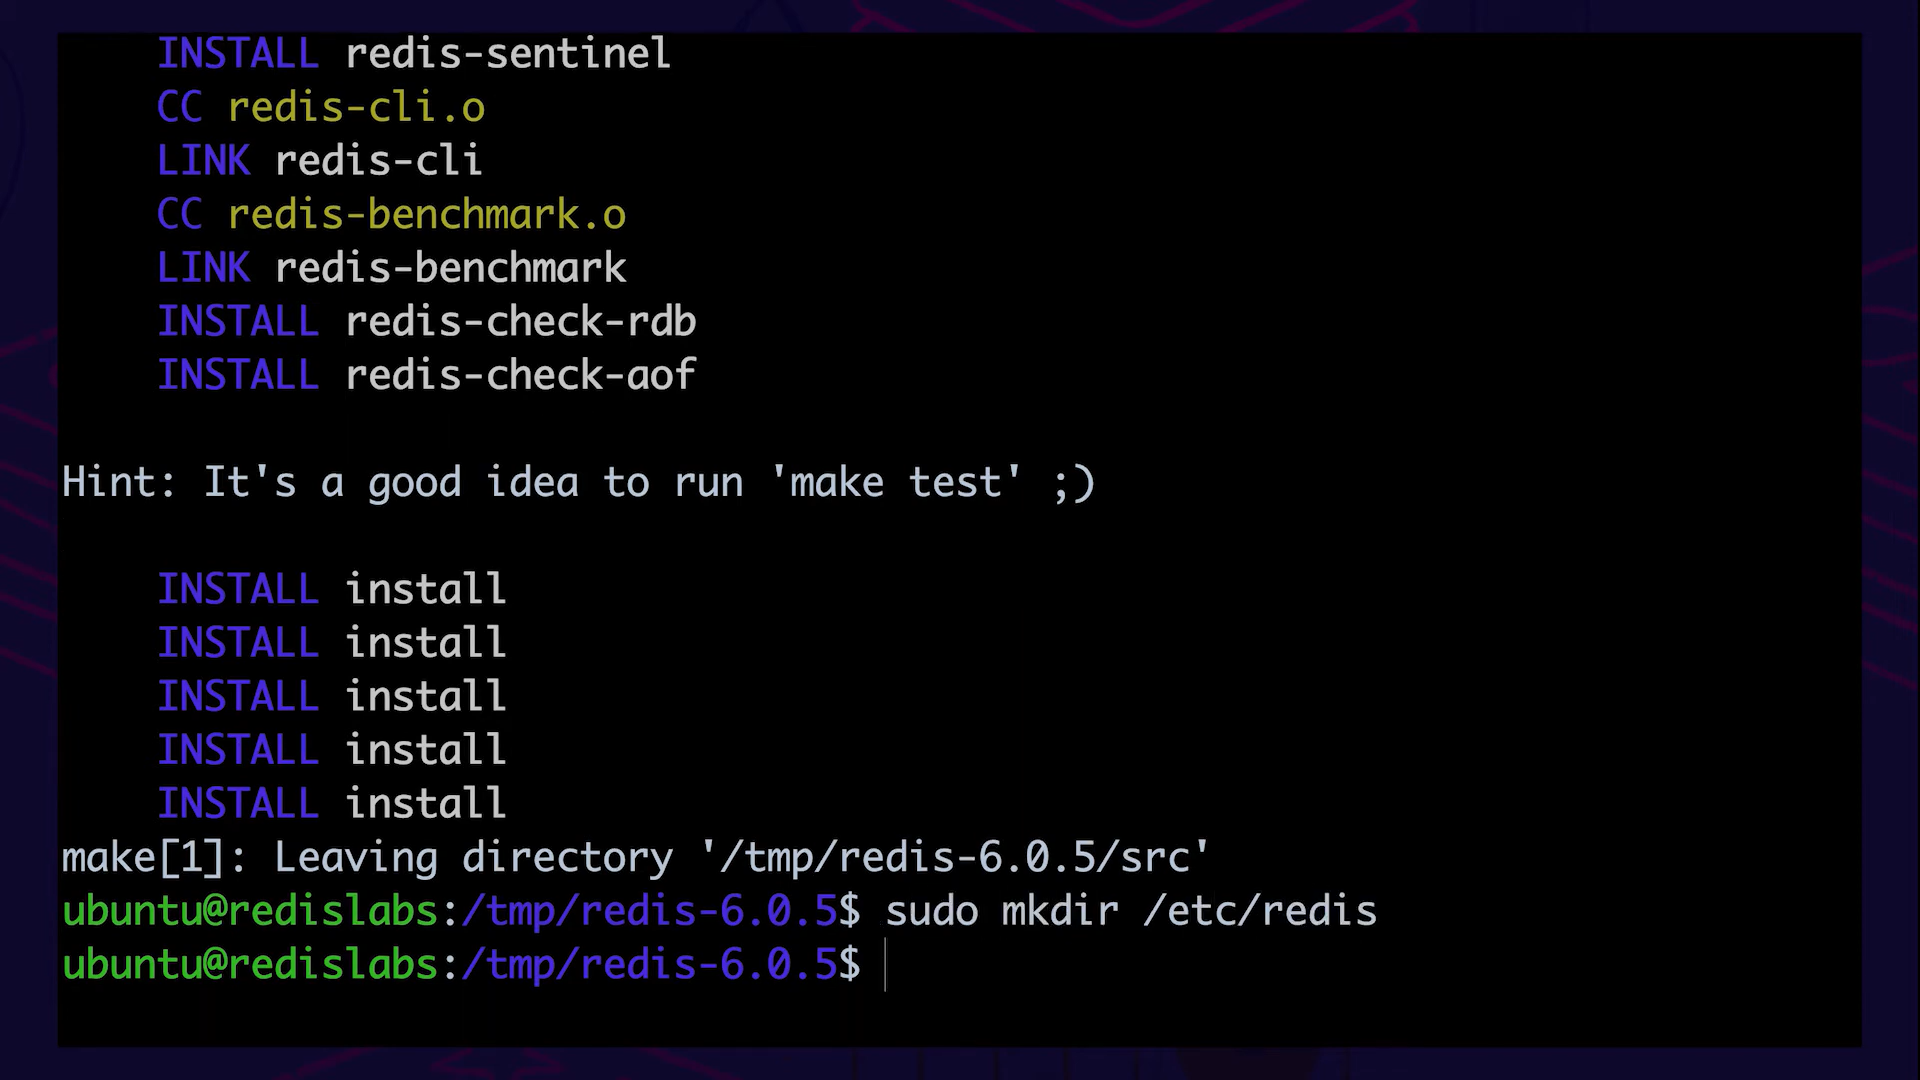 INSTALL redis-sentinel
CC redis-cli.o
LINK redis-cli
CC redis-benchmark.o
LINK redis-benchmark
INSTALL redis-check-rdb
INSTALL redis-check-aof
Hint: It's a good idea to run 'make test' ;)
INSTALL install
INSTALL install
INSTALL install
INSTALL install
INSTALL install
make[1]: Leaving directory '/tmp/redis-6.0.5/src'
ubuntu@redislabs:/tmp/redis-6.0.5$ sudo mkdir /etc/redis
ubuntu@redislabs:/tmp/redis-6.0.5$